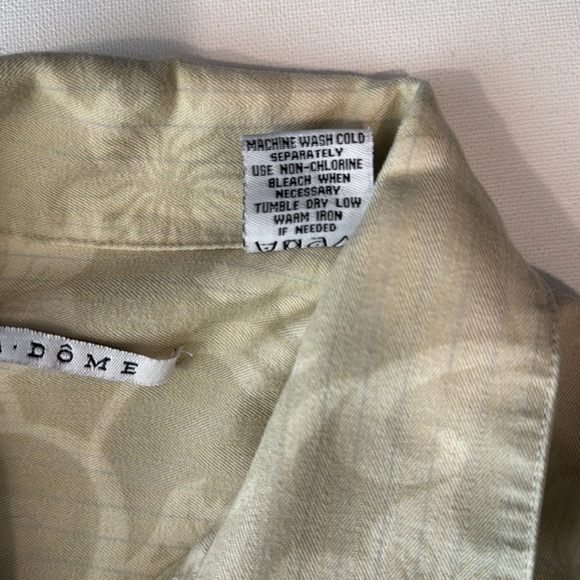 MACHINE WASH COLD
SEPARATELY
USE NON-CHLORINE
BLEACH WHEN
NECESSARY
TUMBLE DRY LOW
WARM IRON
IF NEEDED
· DÔME